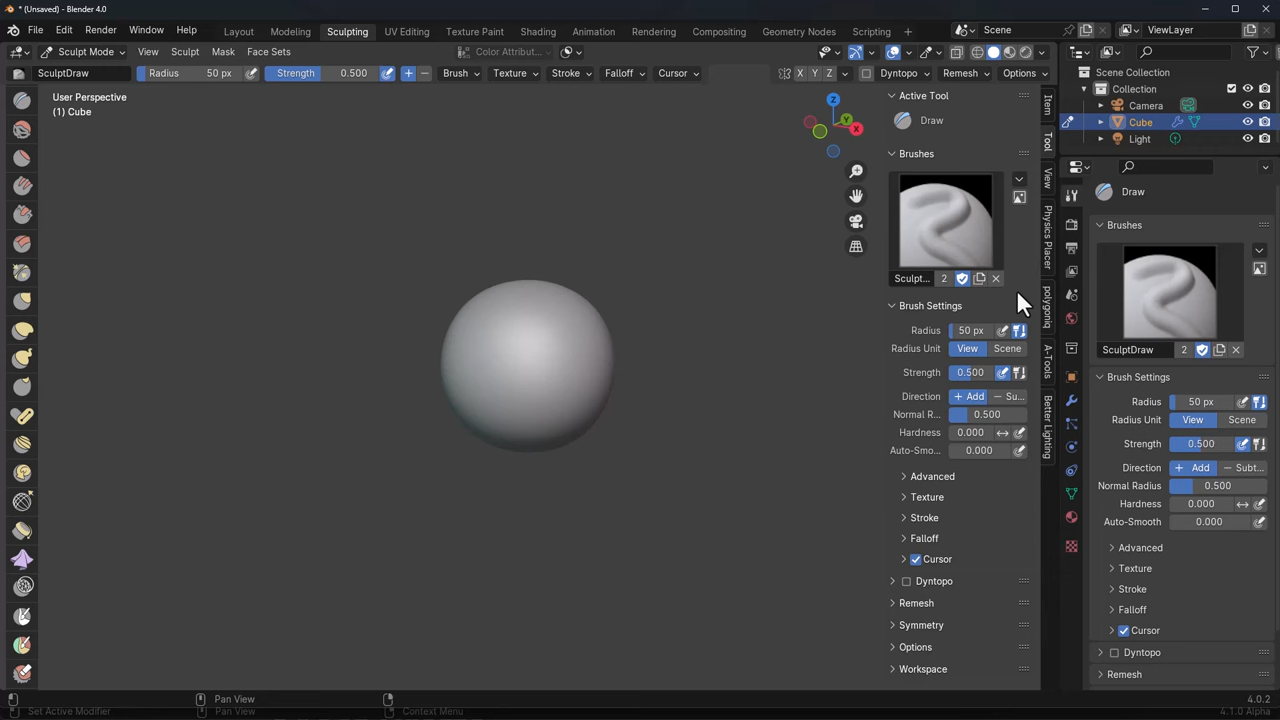 * (Unsaved) - Blender 4.0
File Edit Render Window Help Layout Modeling Sculpting UV Editing Texture Paint Shading Animation Rendering Compositing Geometry Nodes Scripting + Scene ViewLayer
Sculpt Mode View Sculpt Mask Face Sets Color Attribut...
SculptDraw Radius 50 px Strength 0.500 Brush Texture Stroke Falloff Cursor X Y Z Dyntopo Remesh Options
User Perspective
(1) Cube
Z
Y
X
Active Tool
Draw
Brushes
Sculpt... 2
Brush Settings
Radius 50 px
Radius Unit View Scene
Strength 0.500
Direction + Add − Su...
Normal R... 0.500
Hardness 0.000
Auto-Smo... 0.000
Advanced
Texture
Stroke
Falloff
Cursor
Dyntopo
Remesh
Symmetry
Options
Workspace
Item
Tool
View
Physics Placer
polygoniq
A-Tools
Better Lighting
Scene Collection
Collection
Camera
Cube
Light
Draw
Brushes
SculptDraw 2
Brush Settings
Radius 50 px
Radius Unit View Scene
Strength 0.500
Direction + Add − Subt...
Normal Radius 0.500
Hardness 0.000
Auto-Smooth 0.000
Advanced
Texture
Stroke
Falloff
Cursor
Dyntopo
Remesh
Pan View 4.0.2
Set Active Modifier Pan View Context Menu 4.1.0 Alpha